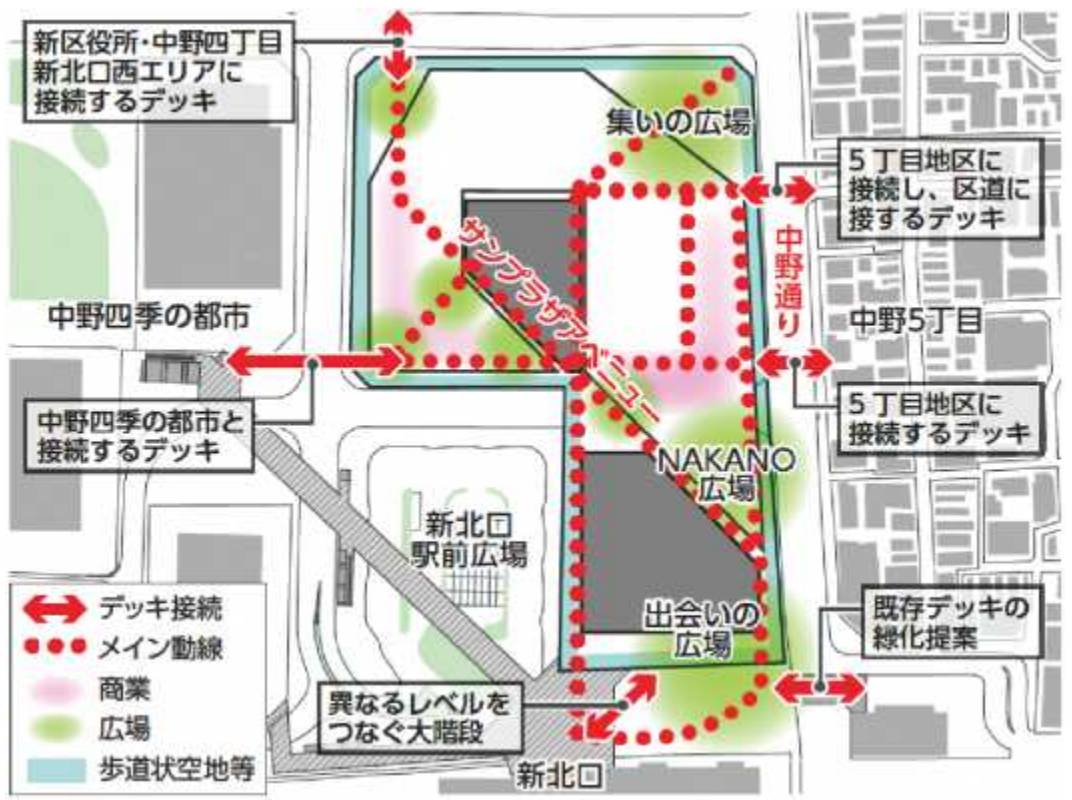 新区役所・中野四丁目
新北口西エリアに
接続するデッキ
集いの広場
5丁目地区に
接続し、区道に
接するデッキ
サンプラザアベニュー
中野通り
中野四季の都市
中野5丁目
中野四季の都市と
接続するデッキ
5丁目地区に
接続するデッキ
NAKANO
広場
新北口
駅前広場
出会いの
広場
既存デッキの
緑化提案
異なるレベルを
つなぐ大階段
新北口
デッキ接続
メイン動線
商業
広場
歩道状空地等